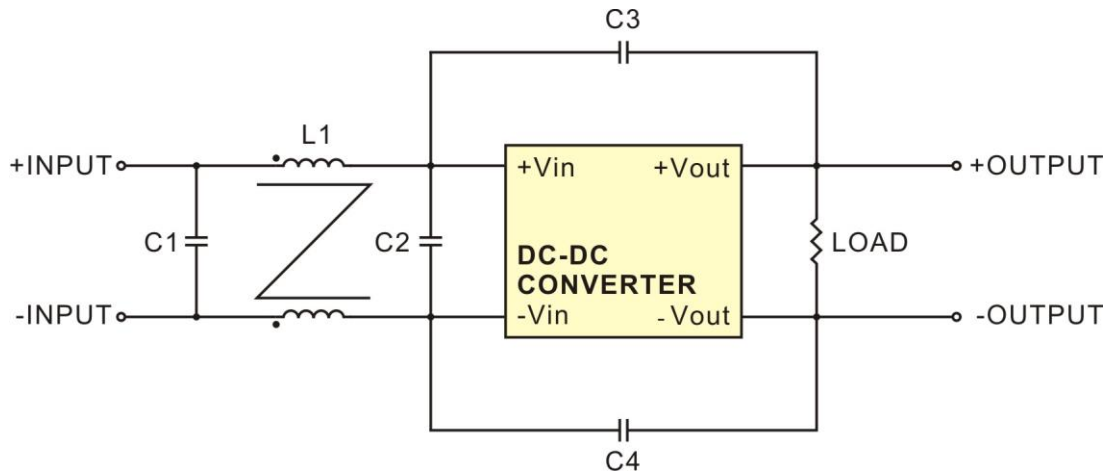 C3
L1
+INPUT
+Vin
+Vout
+OUTPUT
C1
C2
DC-DC
CONVERTER
LOAD
-INPUT
-Vin
-Vout
-OUTPUT
C4